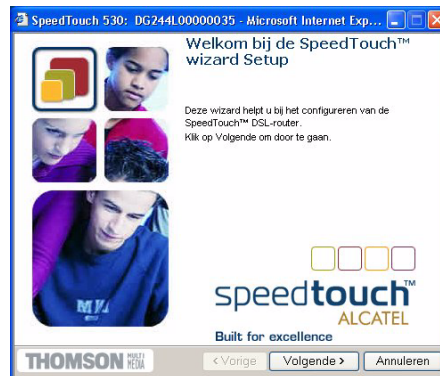 SpeedTouch 530: DG244L00000035 - Microsoft Internet Exp...
Welkom bij de SpeedTouch™
wizard Setup
Deze wizard helpt u bij het configureren van de
SpeedTouch™ DSL-router.
Klik op Volgende om door te gaan.
speedtouch™
ALCATEL
Built for excellence
THOMSON MULTI
MEDIA
< Vorige
Volgende >
Annuleren